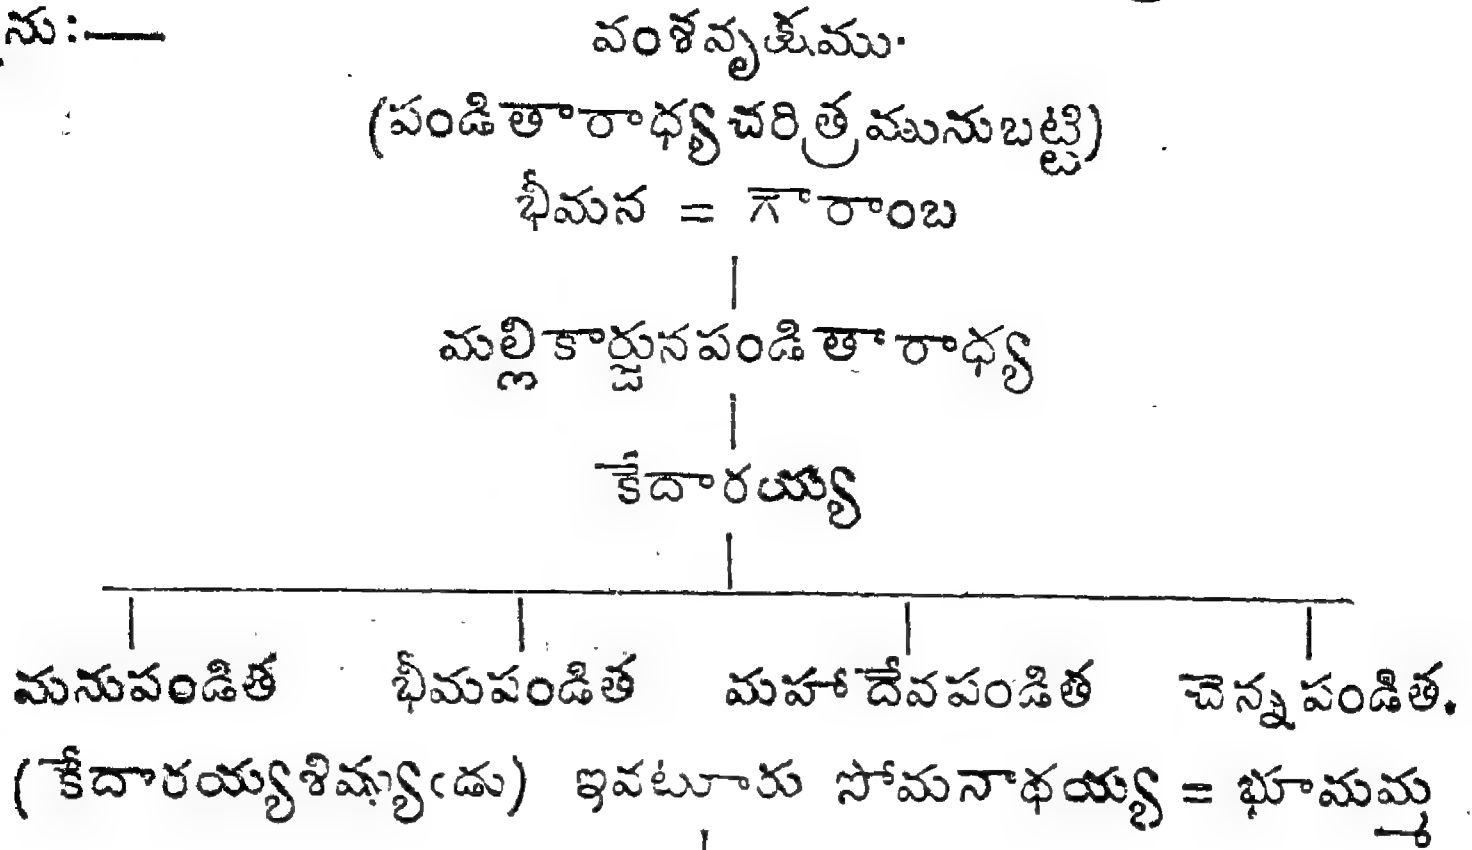 ను:—
వంశవృక్షము.
(పండితారాధ్యచరిత్రమునుబట్టి)
భీమన = గౌరాంబ
మల్లికార్జునపండితారాధ్య
కేదారయ్య
మనుపండిత భీమపండిత మహాదేవపండిత చెన్నపండిత.
(కేదారయ్యశిష్యుఁడు) ఇవటూరు సోమనాథయ్య = భూమమ్మ